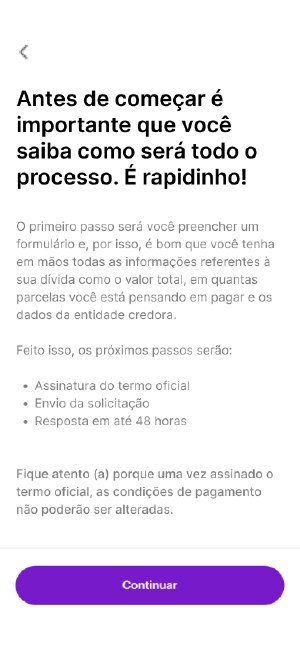 Antes de começar é
importante que você
saiba como será todo o
processo. É rapidinho!
O primeiro passo será você preencher um
formulário e, por isso, é bom que você tenha
em mãos todas as informações referentes à
sua dívida como o valor total, em quantas
parcelas você está pensando em pagar e os
dados da entidade credora.
Feito isso, os próximos passos serão:
• Assinatura do termo oficial
• Envio da solicitação
• Resposta em até 48 horas
Fique atento (a) porque uma vez assinado o
termo oficial, as condições de pagamento
não poderão ser alteradas.
Continuar